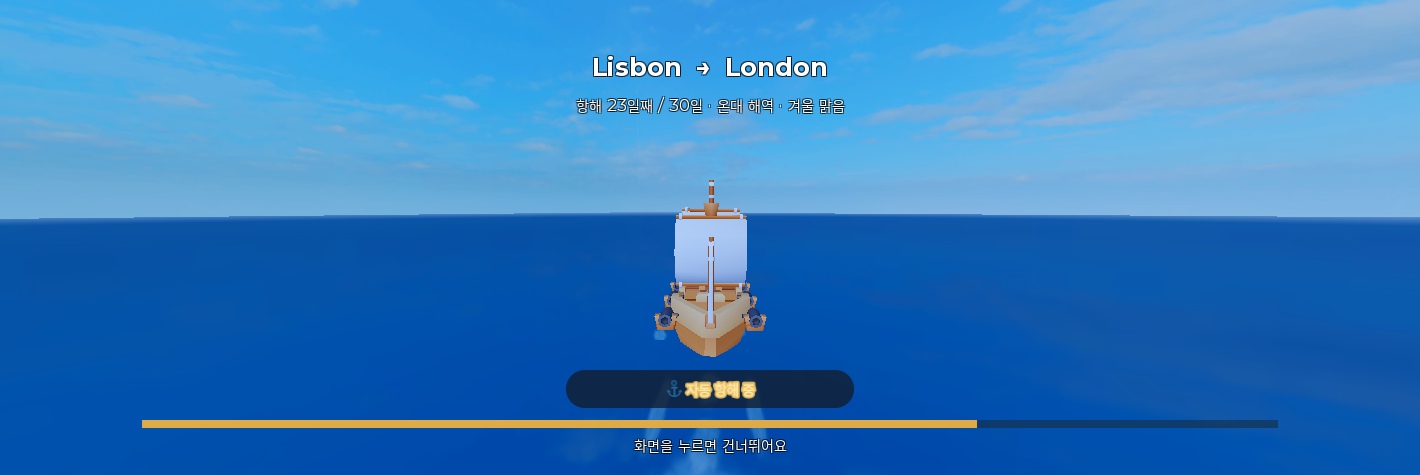 Lisbon → London
항해 23일째 / 30일 · 온대 해역 · 겨울 맑음
⚓ 자동 항해 중
화면을 누르면 건너뛰어요